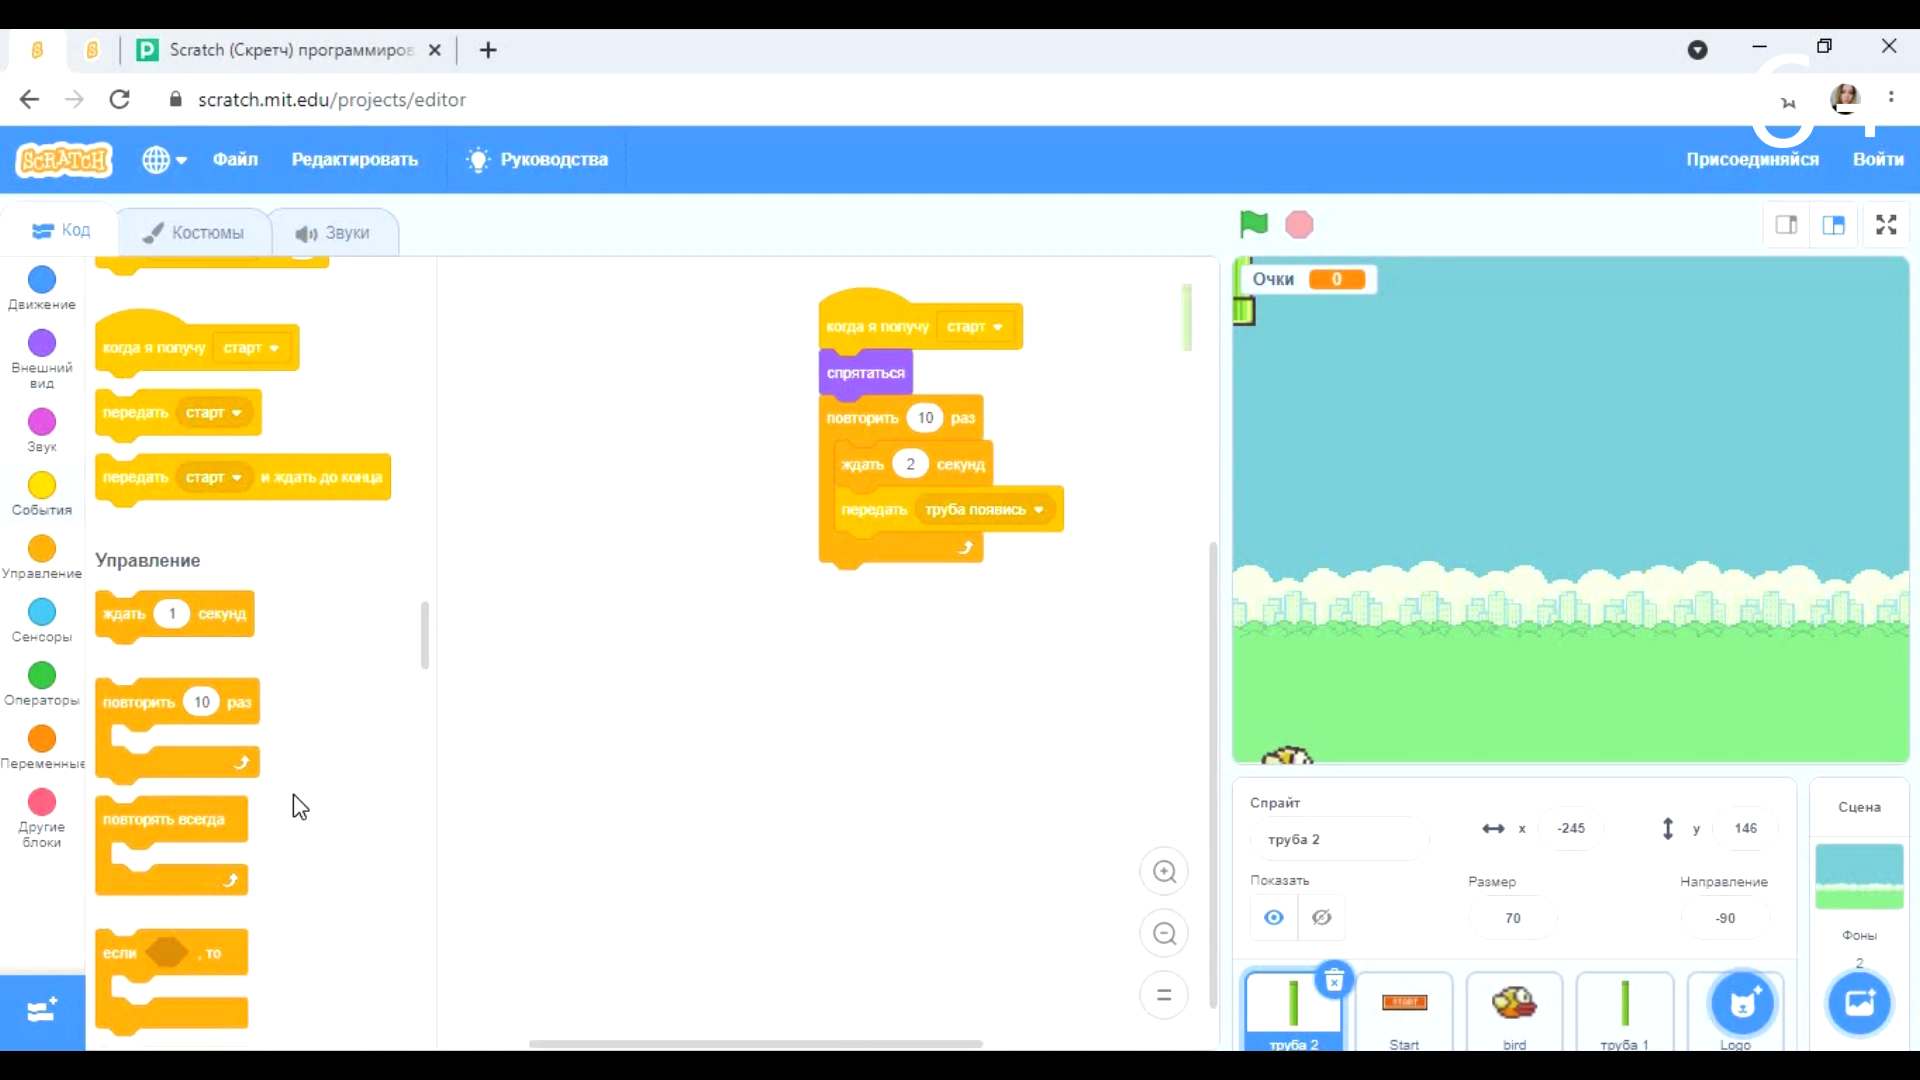 Scratch (Скретч) программиров
scratch.mit.edu/projects/editor
64
SCRATCH
Файл
Редактировать
Руководства
Присоединяйся
Войти
Код
Костюмы
Звуки
Движение
Внешний
вид
Звук
События
Управление
Сенсоры
Операторы
Переменные
Другие
блоки
когда я получу старт
передать старт
передать старт и ждать до конца
Управление
ждать 1 секунд
повторить 10 раз
повторять всегда
если , то
когда я получу старт
спрятаться
повторить 10 раз
ждать 2 секунд
передать труба появись
Очки 0
Спрайт
труба 2
x -245
y 146
Показать
Размер
70
Направление
-90
Сцена
Фоны
2
START
труба 2
Start
bird
труба 1
Logo